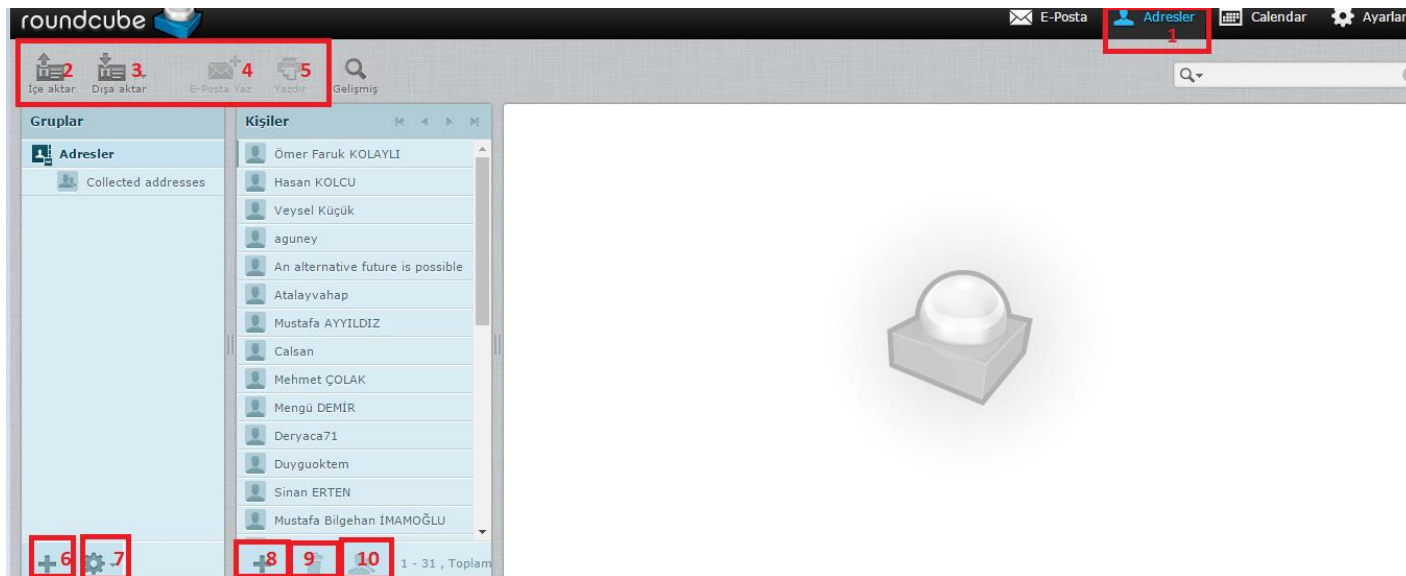 roundcube
E-Posta Adresler Calendar Ayarlar
1
2 3 4 5
İçe aktar Dışa aktar E-Posta Yaz Yazdır Gelişmiş
Gruplar
Adresler
Collected addresses
Kişiler
Ömer Faruk KOLAYLI
Hasan KOLCU
Veysel Küçük
aguney
An alternative future is possible
Atalayvahap
Mustafa AYYILDIZ
Calsan
Mehmet ÇOLAK
Mengü DEMİR
Deryaca71
Duyguoktem
Sinan ERTEN
Mustafa Bilgehan İMAMOĞLU
6 7 8 9 10 1 - 31 , Toplam